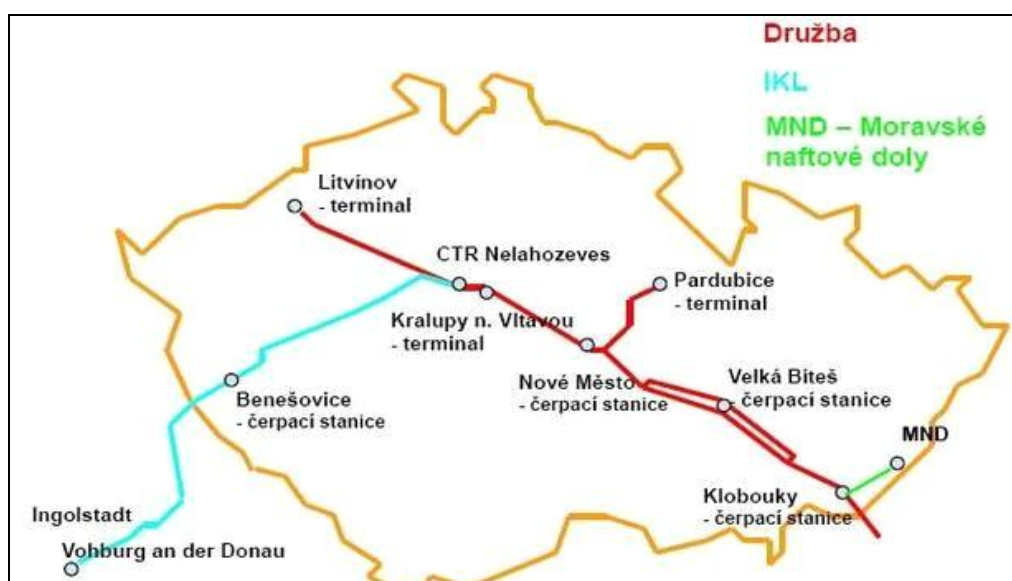 Družba
IKL
MND – Moravské
naftové doly
Litvínov
- terminal
CTR Nelahozeves
Pardubice
- terminal
Kralupy n. Vltavou
- terminal
Nové Město
- čerpací stanice
Velká Bíteš
- čerpací stanice
Benešovice
- čerpací stanice
MND
Klobouky
- čerpací stanice
Ingolstadt
Vohburg an der Donau